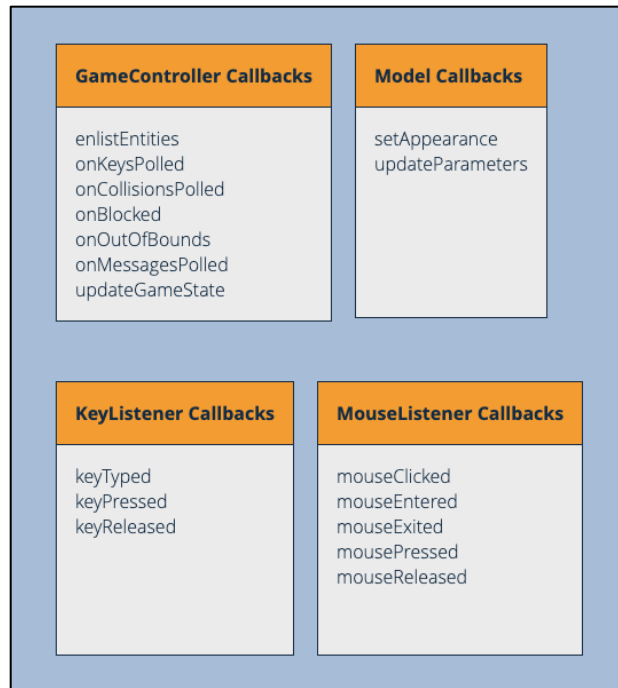 GameController Callbacks
enlistEntities
onKeysPolled
onCollisionsPolled
onBlocked
onOutOfBounds
onMessagesPolled
updateGameState
Model Callbacks
setAppearance
updateParameters
KeyListener Callbacks
keyTyped
keyPressed
keyReleased
MouseListener Callbacks
mouseClicked
mouseEntered
mouseExited
mousePressed
mouseReleased